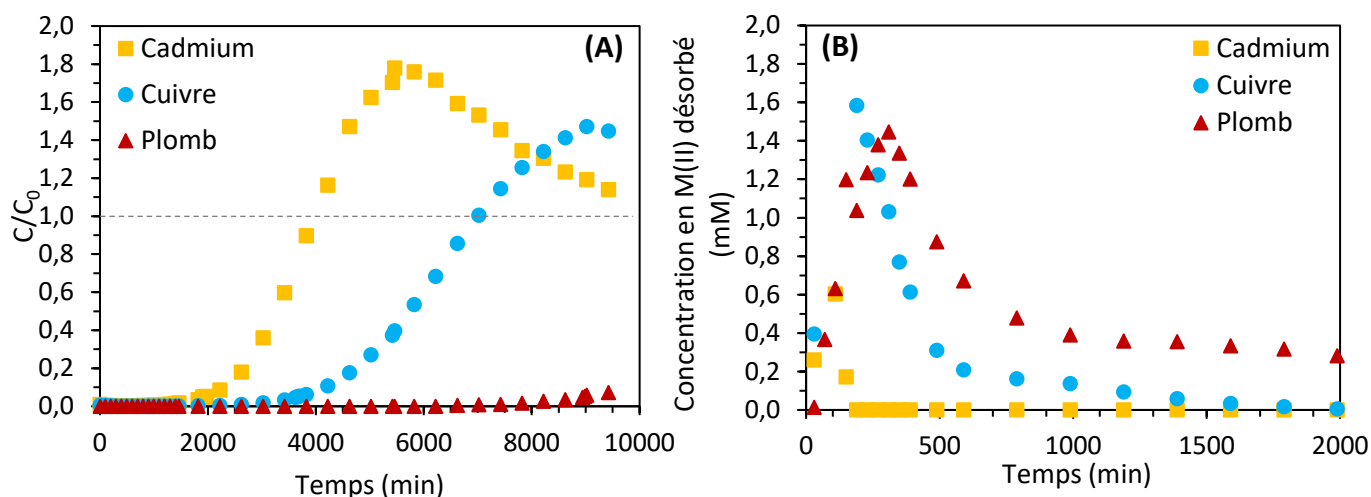 2,0
1,8
1,6
1,4
1,2
1,0
0,8
0,6
0,4
0,2
0,0
C/C0
Cadmium
Cuivre
Plomb
(A)
0 2000 4000 6000 8000 10000
Temps (min)
Concentration en M(II) désorbé
(mM)
2,0
1,8
1,6
1,4
1,2
1,0
0,8
0,6
0,4
0,2
0,0
(B)
Cadmium
Cuivre
Plomb
0 500 1000 1500 2000
Temps (min)